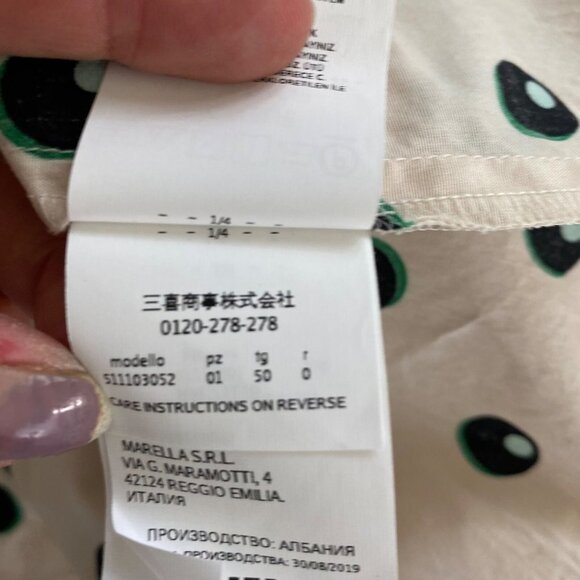 - - 1/4 - -
- - 1/4 - -
三喜商事株式会社
0120-278-278
modello pz tg r
511103052 01 50 0
CARE INSTRUCTIONS ON REVERSE
MARELLA S.R.L.
VIA G. MARAMOTTI, 4
42124 REGGIO EMILIA
ИТАЛИЯ
ПРОИЗВОДСТВО: АЛБАНИЯ
ПРОИЗВОДСТВА: 30/08/2019